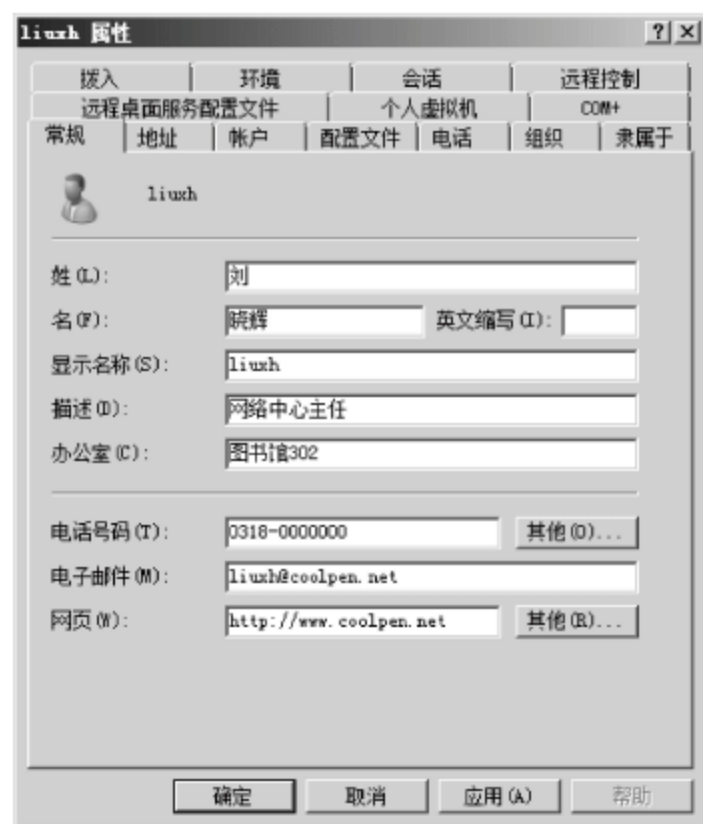 liuxh 属性
拨入 环境 会话 远程控制
远程桌面服务配置文件 个人虚拟机 COM+
常规 地址 帐户 配置文件 电话 组织 隶属于
liuxh
姓(L): 刘
名(F): 晓辉 英文缩写(I):
显示名称(S): liuxh
描述(D): 网络中心主任
办公室(C): 图书馆302
电话号码(T): 0318-0000000 其他(O)...
电子邮件(M): liuxh@coolpen.net
网页(W): http://www.coolpen.net 其他(R)...
确定 取消 应用(A) 帮助